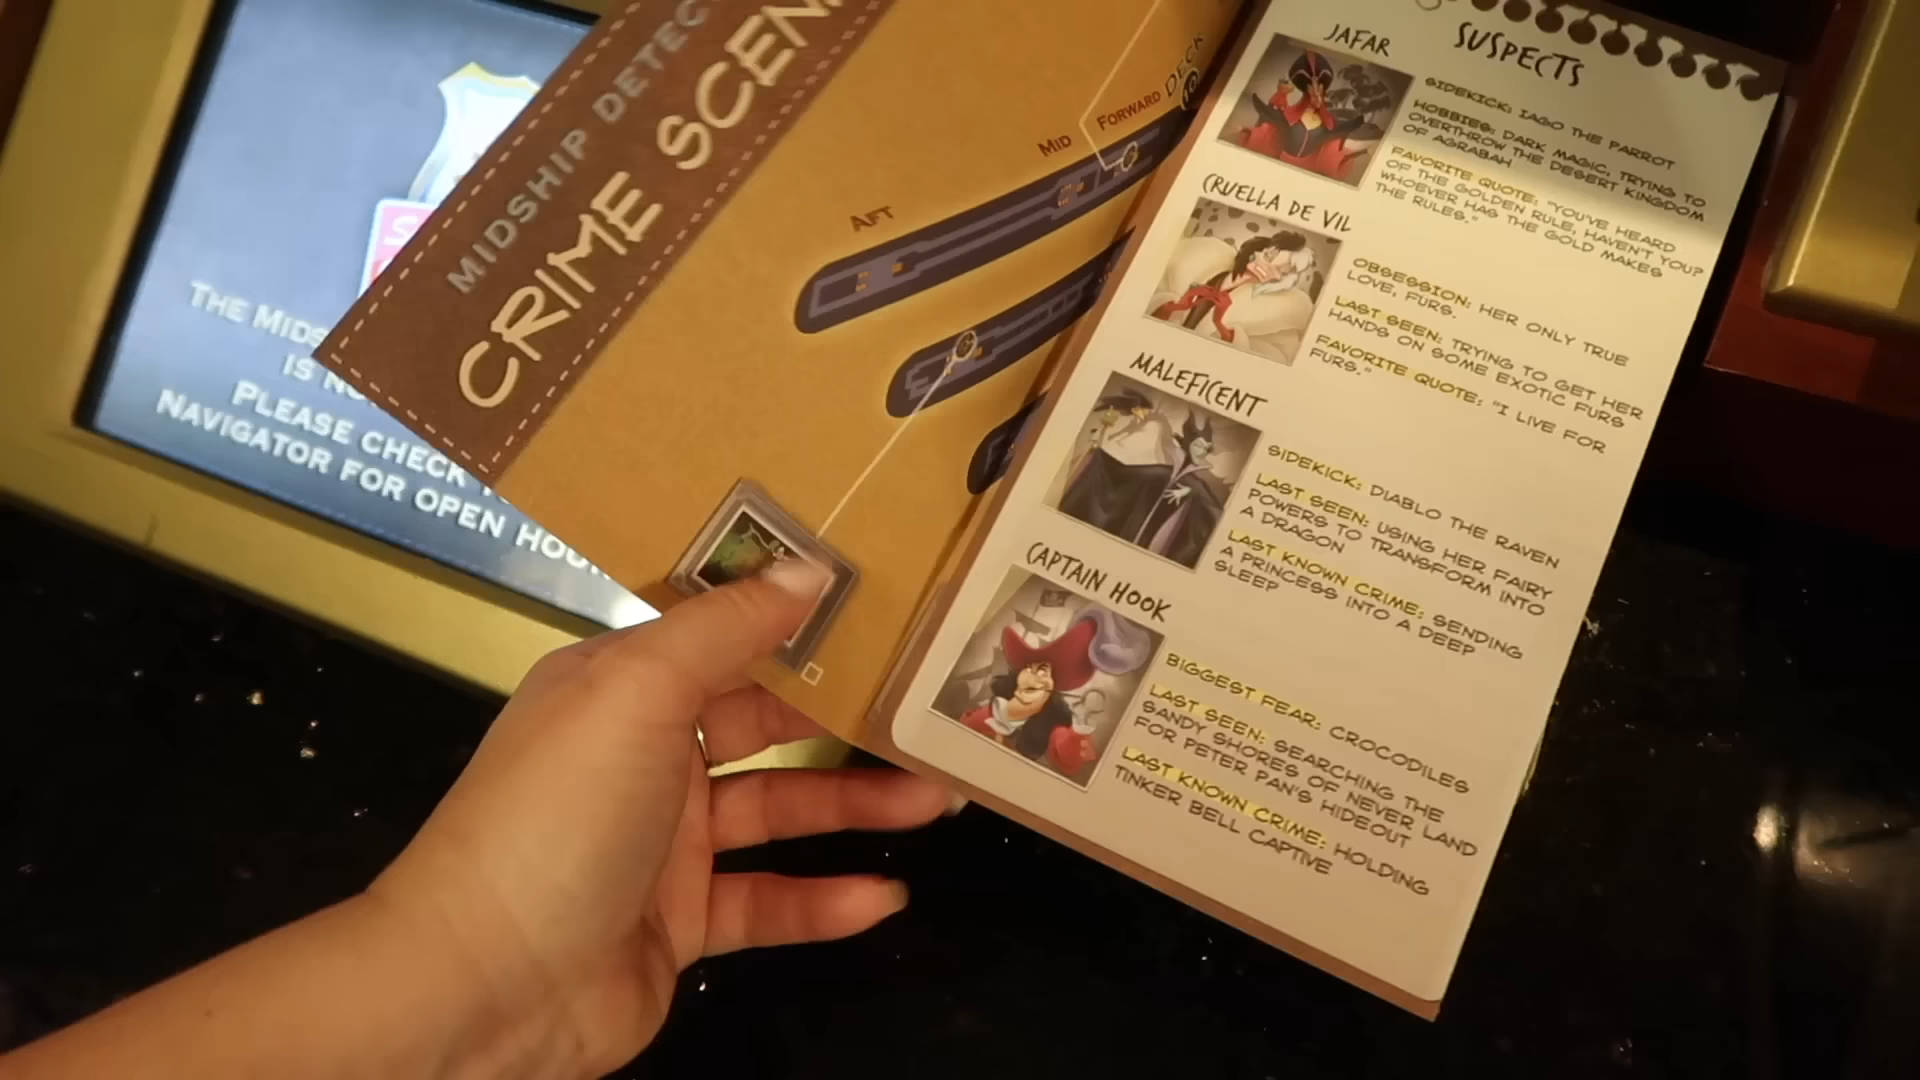 THE MIDS
IS NO
PLEASE CHECK
NAVIGATOR FOR OPEN HOUR
MIDSHIP DETEC
CRIME SCEN
AFT
MID
FORWARD
DECK
SUSPECTS
JAFAR
SIDEKICK: IAGO THE PARROT
HOBBIES: DARK MAGIC, TRYING TO
OVERTHROW THE DESERT KINGDOM
OF AGRABAH
FAVORITE QUOTE: "YOU'VE HEARD
OF THE GOLDEN RULE, HAVEN'T YOU?
WHOEVER HAS THE GOLD MAKES
THE RULES."
CRUELLA DE VIL
OBSESSION: HER ONLY TRUE
LOVE, FURS.
LAST SEEN: TRYING TO GET HER
HANDS ON SOME EXOTIC FURS
FAVORITE QUOTE: "I LIVE FOR
FURS."
MALEFICENT
SIDEKICK: DIABLO THE RAVEN
LAST SEEN: USING HER FAIRY
POWERS TO TRANSFORM INTO
A DRAGON
LAST KNOWN CRIME: SENDING
A PRINCESS INTO A DEEP
SLEEP
CAPTAIN HOOK
BIGGEST FEAR: CROCODILES
LAST SEEN: SEARCHING THE
SANDY SHORES OF NEVER LAND
FOR PETER PAN'S HIDEOUT
LAST KNOWN CRIME: HOLDING
TINKER BELL CAPTIVE